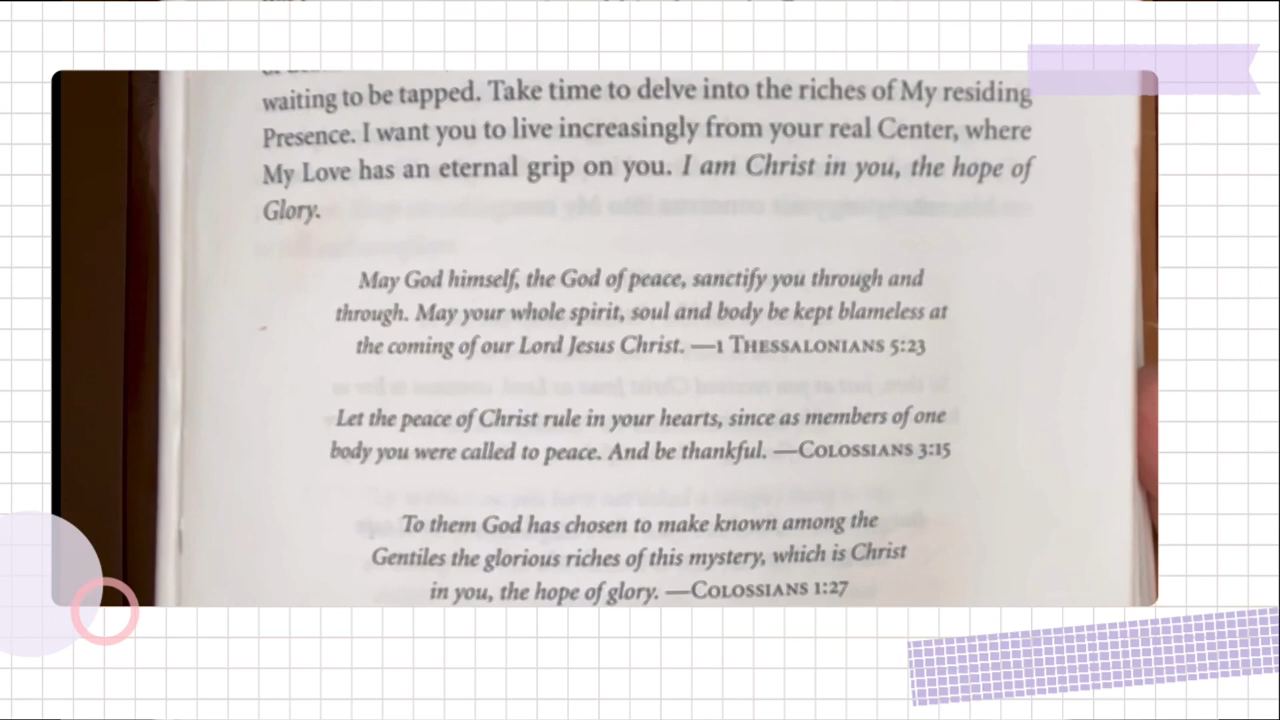 waiting to be tapped. Take time to delve into the riches of My residing
Presence. I want you to live increasingly from your real Center, where
My Love has an eternal grip on you. I am Christ in you, the hope of
Glory.
May God himself, the God of peace, sanctify you through and
through. May your whole spirit, soul and body be kept blameless at
the coming of our Lord Jesus Christ. —1 THESSALONIANS 5:23
Let the peace of Christ rule in your hearts, since as members of one
body you were called to peace. And be thankful. —COLOSSIANS 3:15
To them God has chosen to make known among the
Gentiles the glorious riches of this mystery, which is Christ
in you, the hope of glory. —COLOSSIANS 1:27